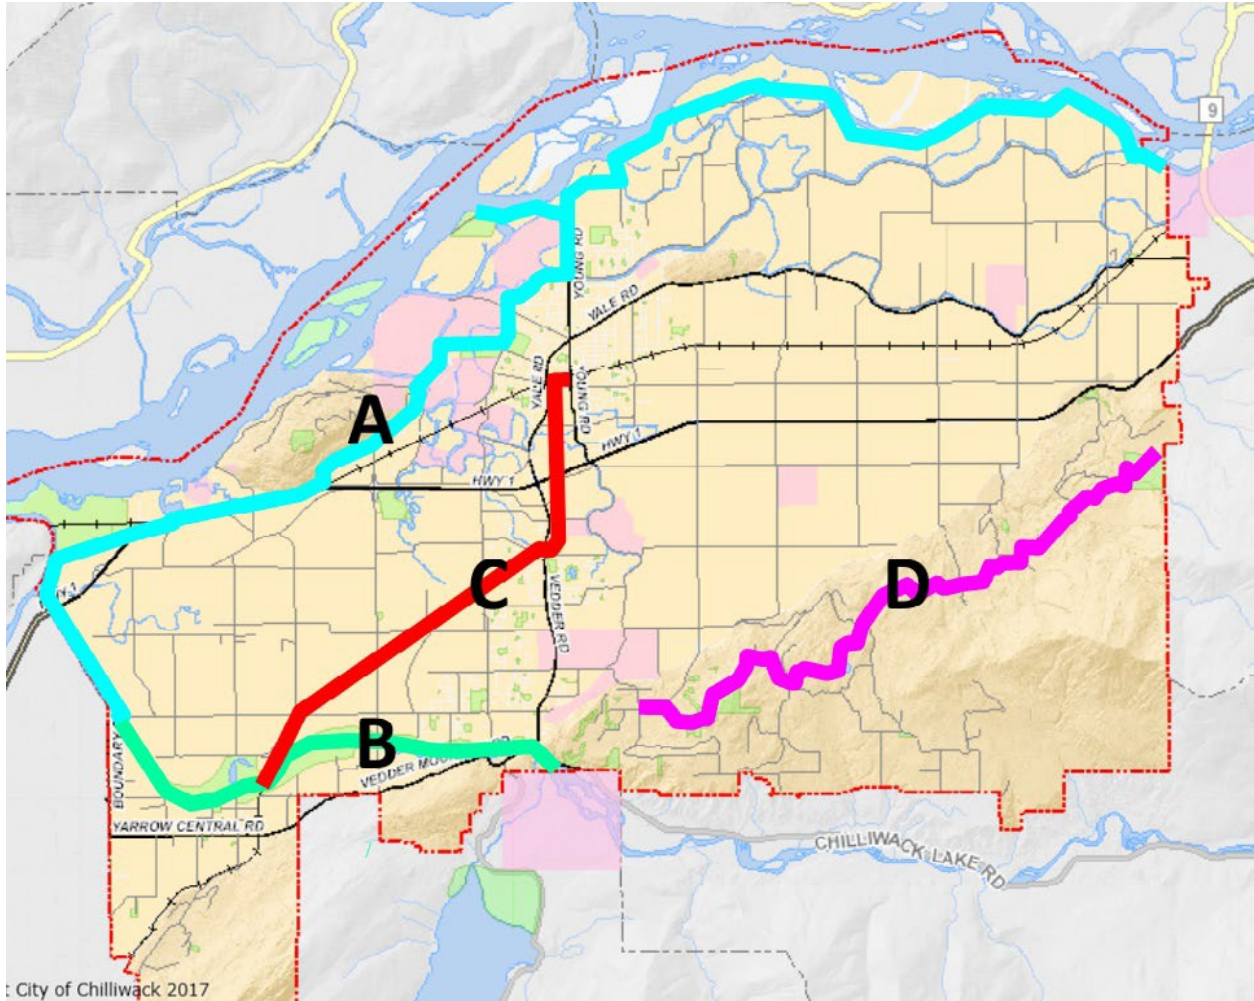 9
YOUNG RD
YALE RD
YALE RD
YOUNG RD
A
HWY 1
HWY 1
C
D
HWY 1
VEDDER RD
B
BOUNDARY
VEDDER MOU
YARROW CENTRAL RD
CHILLIWACK LAKE RD
: City of Chilliwack 2017